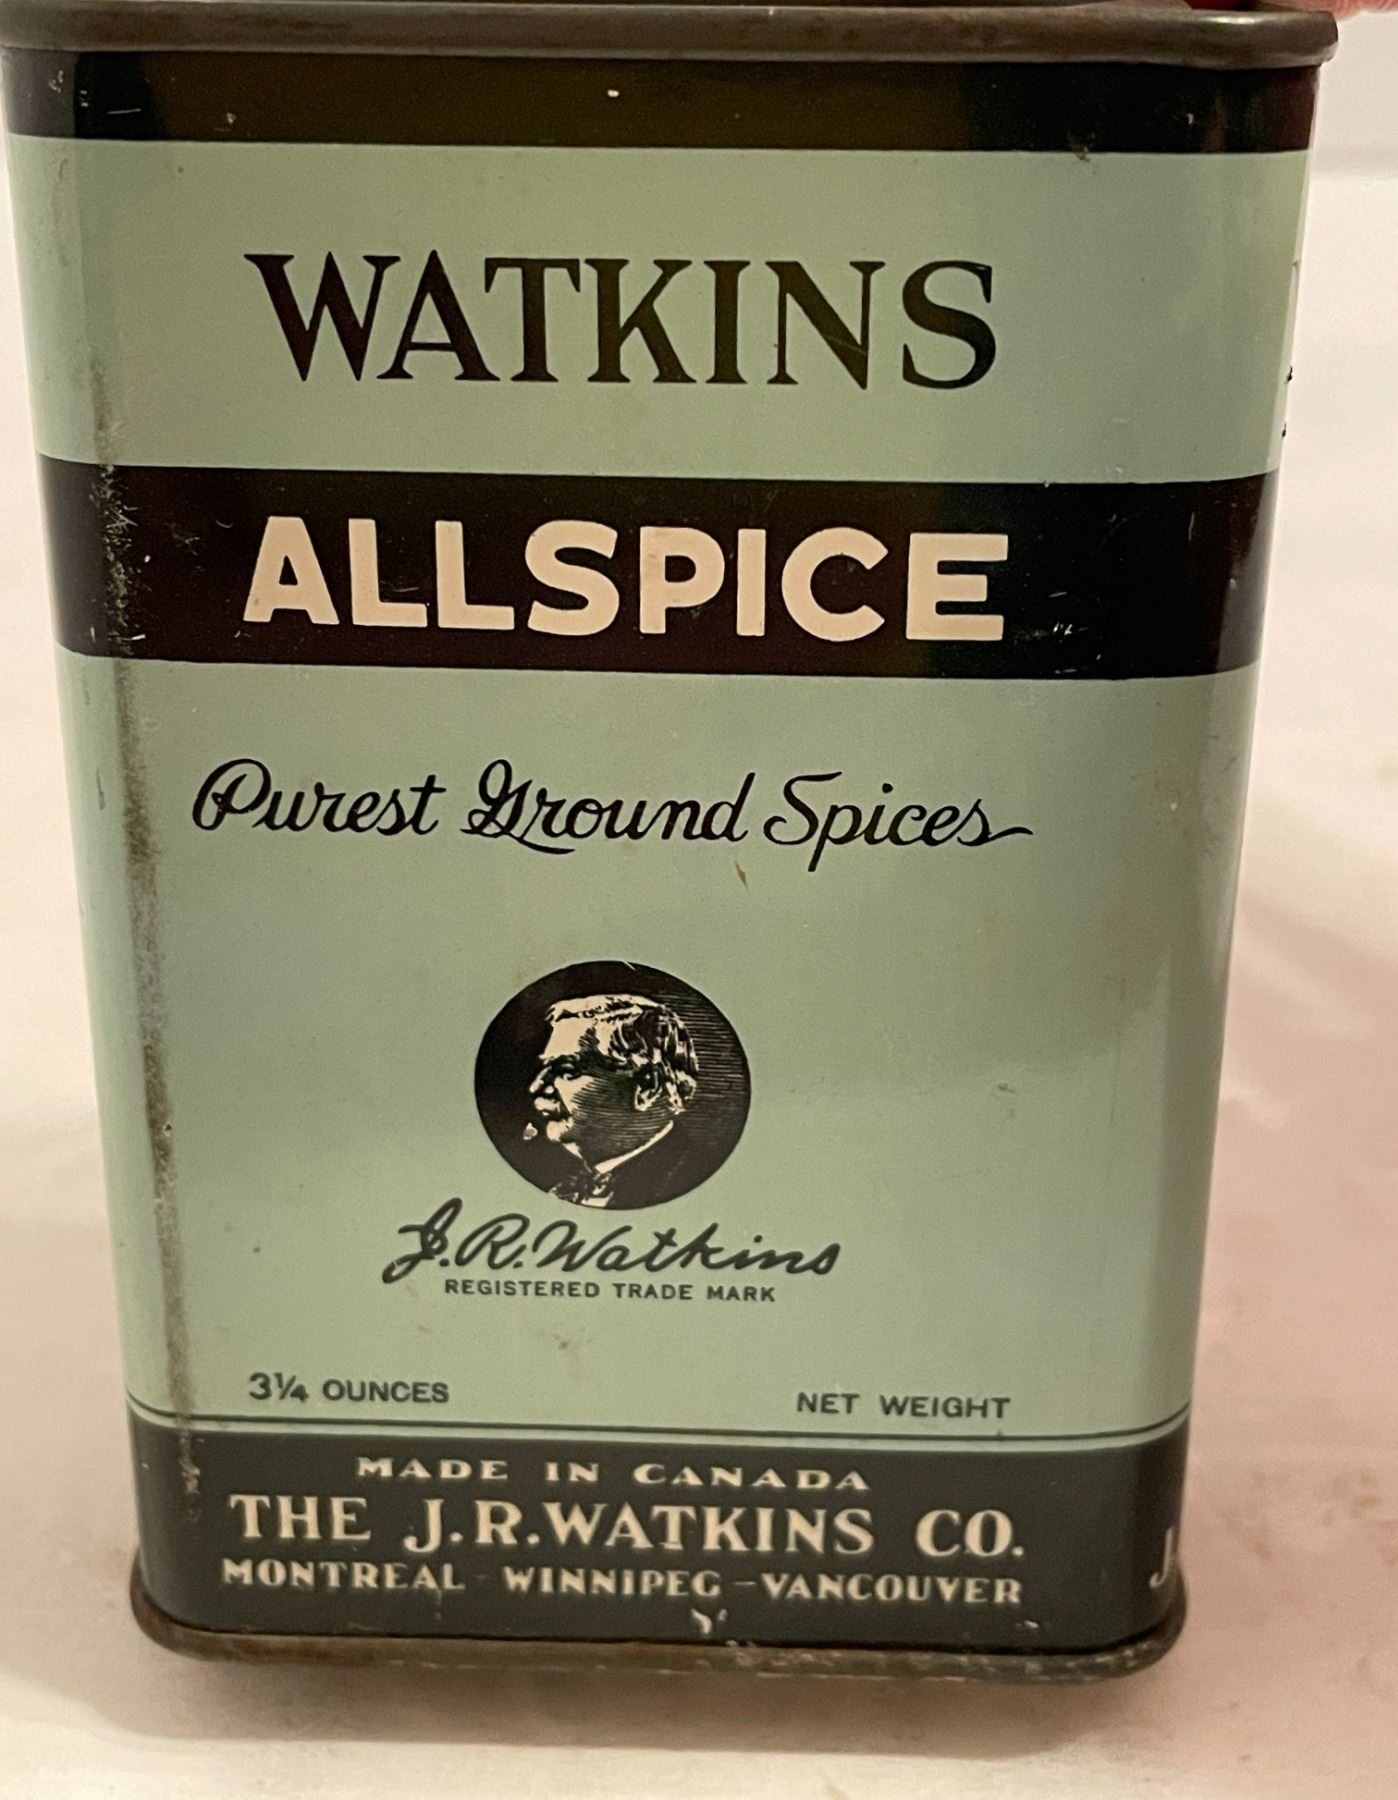 WATKINS
ALLSPICE
Purest Ground Spices
J.R.Watkins
REGISTERED TRADE MARK
3¼ OUNCES NET WEIGHT
MADE IN CANADA
THE J.R.WATKINS CO.
MONTREAL - WINNIPEG - VANCOUVER